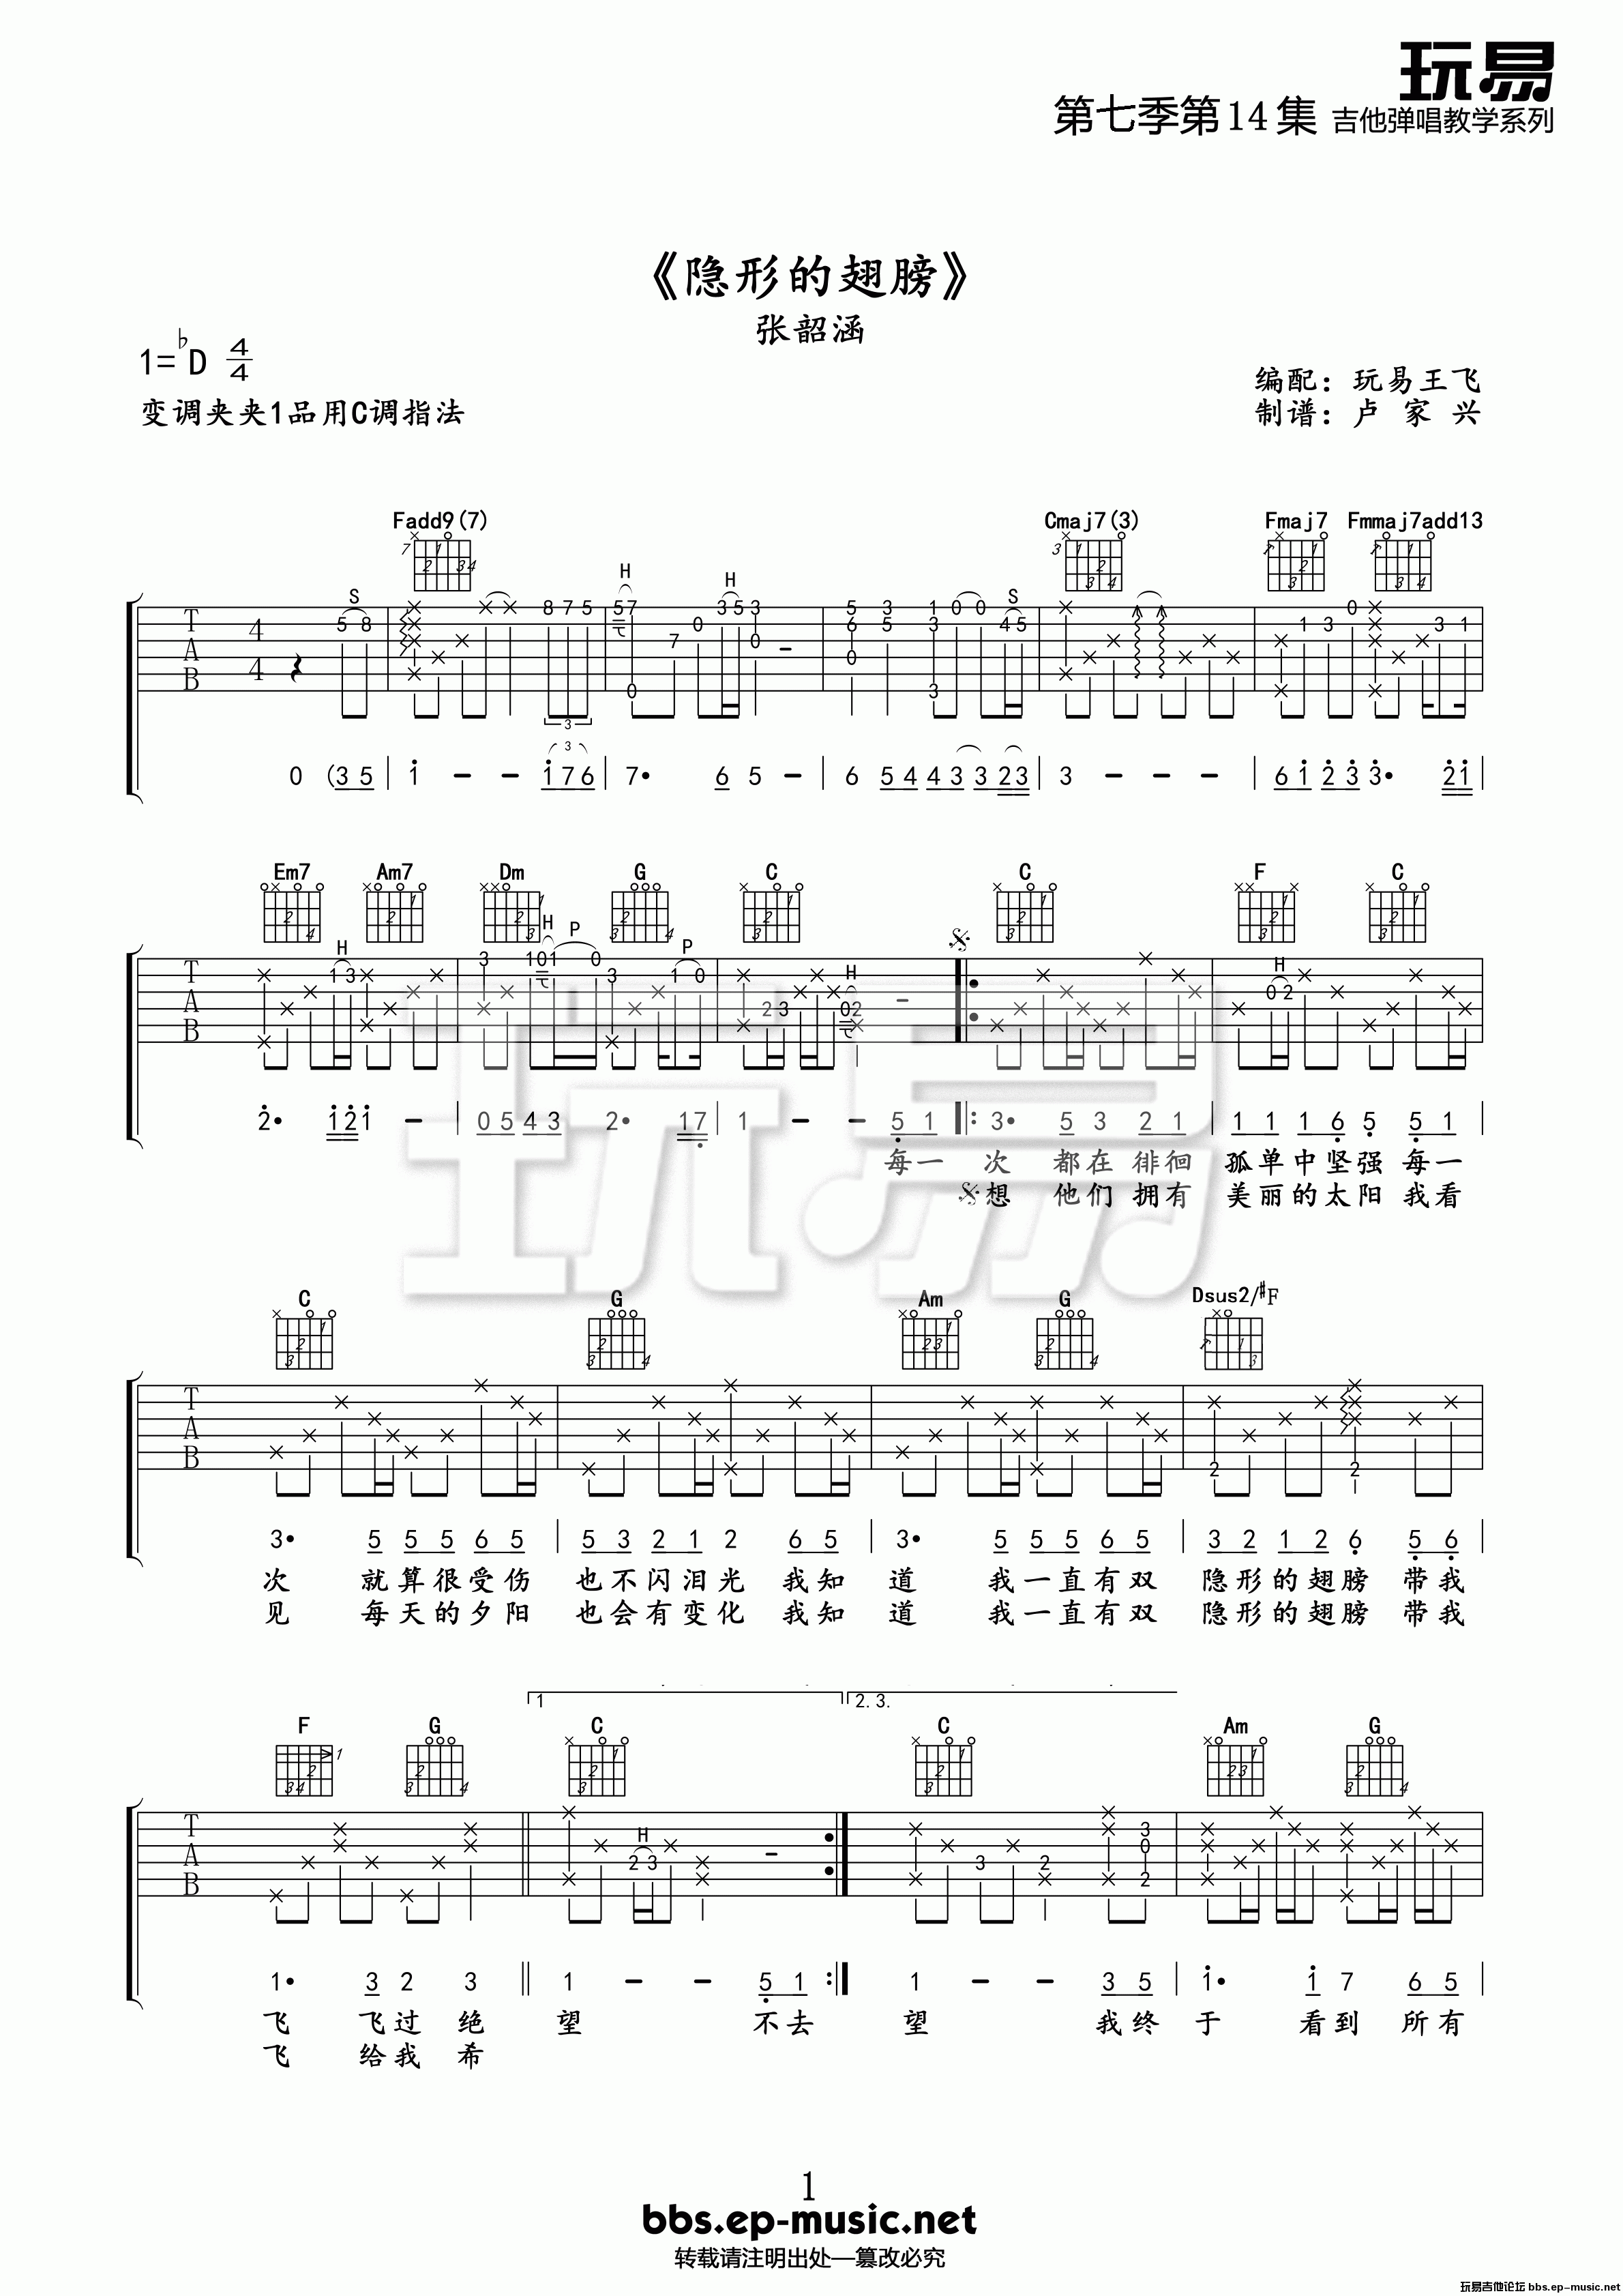 玩易
第七季第14集 吉他弹唱教学系列
《隐形的翅膀》
张韶涵
1=♭D 4/4
变调夹夹1品用C调指法
编配：玩易王飞
制谱：卢 家 兴
Fadd9(7) Cmaj7(3) Fmaj7 Fmmaj7add13
S H H S
T A B 4/4
0 (3 5 | 1 - - 1 7 6 | 7• 6 5 - | 6 5 4 4 3 3 2 3 | 3 - - - | 6 1 2 3 3• 2 1 |
Em7 Am7 Dm G C C F C
H H P P H H
T A B
2• 1 2 1 - | 0 5 4 3 2• 1 7 | 1 - - 5 1 |: 3• 5 3 2 1 | 1 1 1 6 5 5 1 |
每一 次 都在 徘徊 孤单中坚强 每一
𝄋想 他们 拥有 美丽的太阳 我看
C G Am G Dsus2/#F
T A B
3• 5 5 5 6 5 | 5 3 2 1 2 6 5 | 3• 5 5 5 6 5 | 3 2 1 2 6 5 6 |
次 就算很受伤 也不闪泪光 我知 道 我一直有双 隐形的翅膀 带我
见 每天的夕阳 也会有变化 我知 道 我一直有双 隐形的翅膀 带我
1 2.3.
F G C C Am G
H
T A B
1• 3 2 3 || 1 - - 5 1 :| 1 - - 3 5 | 1• 1 7 6 5 |
飞 飞过 绝 望 不去 望 我终 于 看到 所有
飞 给我 希
1
bbs.ep-music.net
转载请注明出处—篡改必究
玩易吉他论坛 bbs.ep-music.net